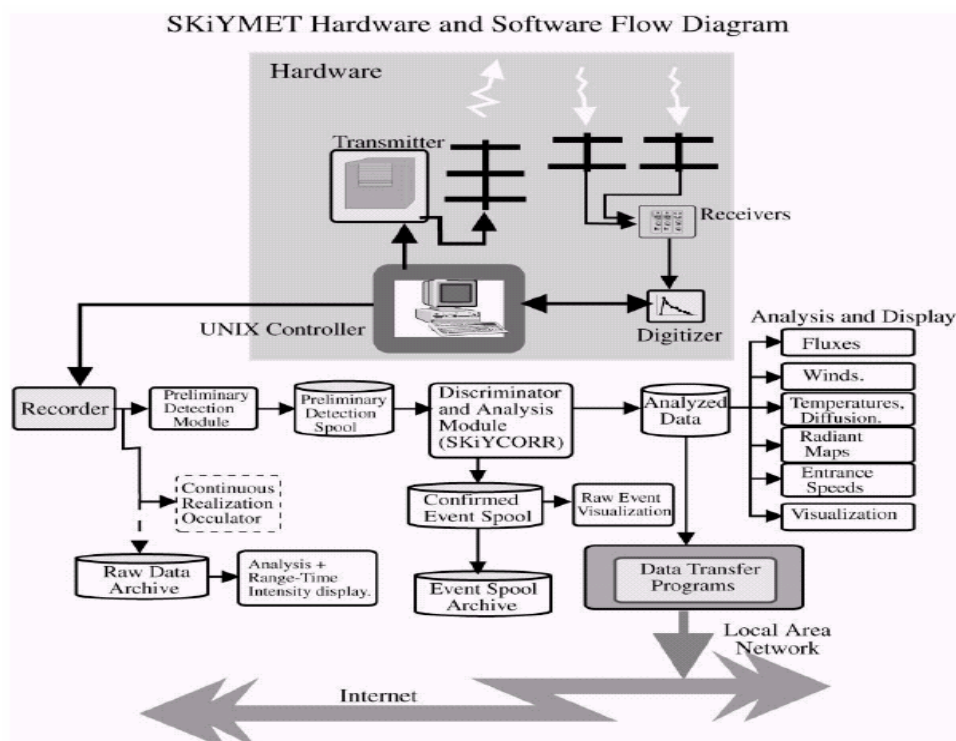 SKiYMET Hardware and Software Flow Diagram
Hardware
Transmitter
Receivers
UNIX Controller
Digitizer
Analysis and Display
Fluxes
Winds.
Temperatures,
Diffusion.
Radiant
Maps
Entrance
Speeds
Visualization
Recorder
Preliminary
Detection
Module
Preliminary
Detection
Spool
Discriminator
and Analysis
Module
(SKiYCORR)
Analyzed
Data
Continuous
Realization
Occulator
Confirmed
Event Spool
Raw Event
Visualization
Raw Data
Archive
Analysis +
Range-Time
Intensity display.
Event Spool
Archive
Data Transfer
Programs
Local Area
Network
Internet